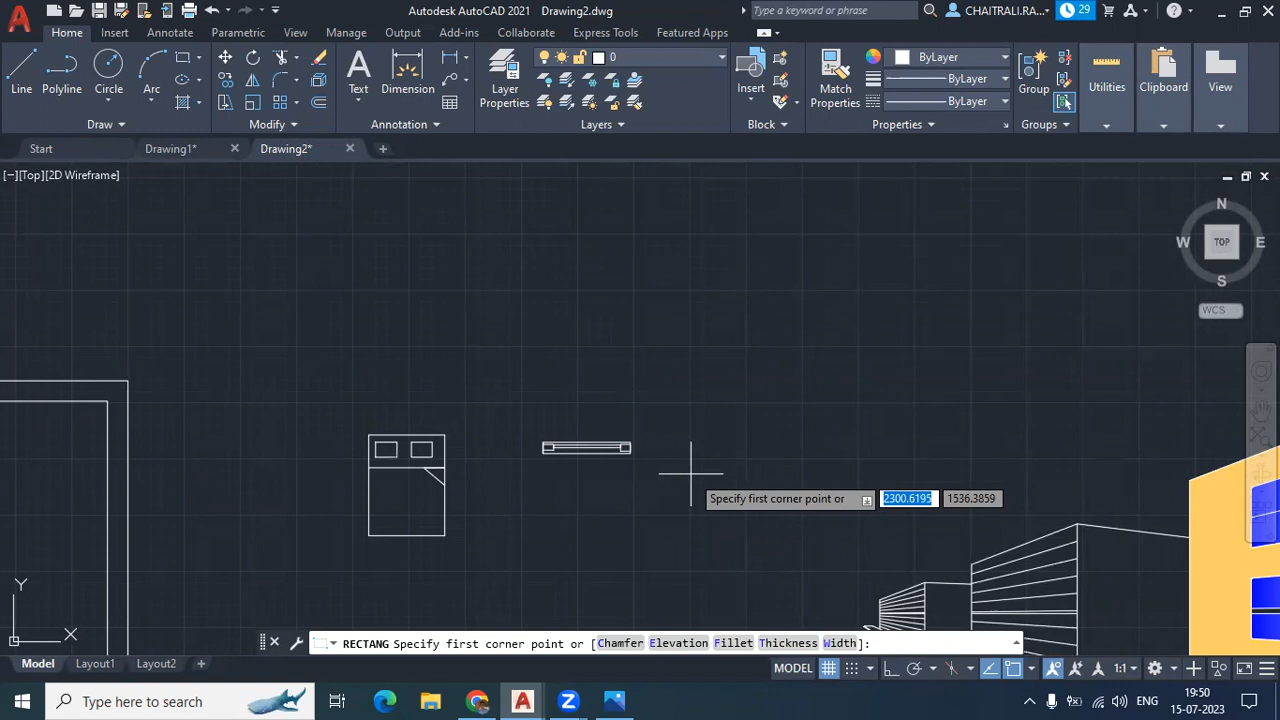 Autodesk AutoCAD 2021 Drawing2.dwg
Type a keyword or phrase
CHAITRALI.RA...
29
Home Insert Annotate Parametric View Manage Output Add-ins Collaborate Express Tools Featured Apps
Line Polyline Circle Arc
Text Dimension
Layer Properties
0
Insert
Match Properties
ByLayer
ByLayer
ByLayer
Group
Utilities Clipboard View
Draw Modify Annotation Layers Block Properties Groups
Start Drawing1* Drawing2*
[−][Top][2D Wireframe]
N
W TOP E
S
WCS
Specify first corner point or 2300.6195 1536.3859
Y
X
RECTANG Specify first corner point or [Chamfer Elevation Fillet Thickness Width]:
Model Layout1 Layout2
MODEL 1:1
Type here to search
ENG 19:50
15-07-2023